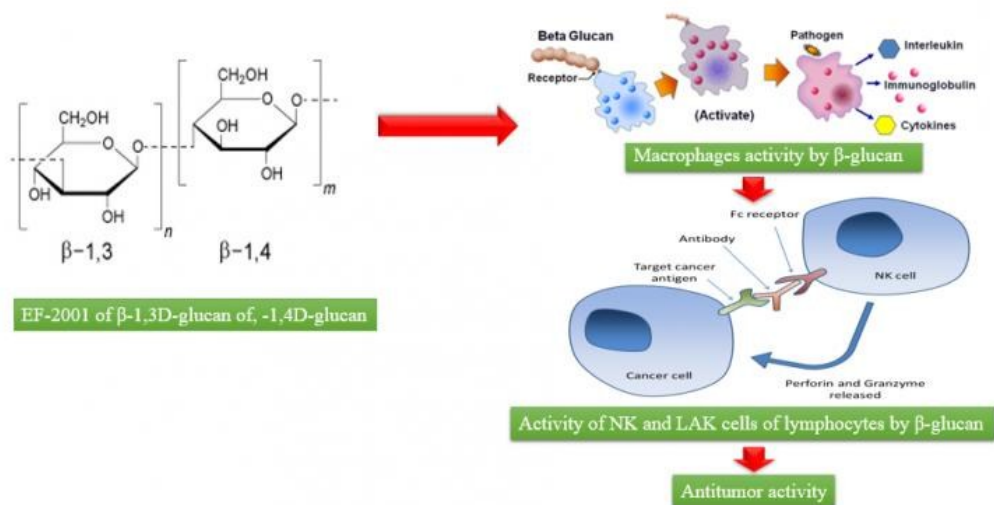 CH₂OH
O
O
OH
OH
n
β-1,3
CH₂OH
O
O
OH
OH
m
β-1,4
EF-2001 of β-1,3D-glucan of, -1,4D-glucan
Beta Glucan
Receptor
(Activate)
Pathogen
Interleukin
Immunoglobulin
Cytokines
Macrophages activity by β-glucan
Fc receptor
Antibody
Target cancer
antigen
NK cell
Cancer cell
Perforin and Granzyme
released
Activity of NK and LAK cells of lymphocytes by β-glucan
Antitumor activity